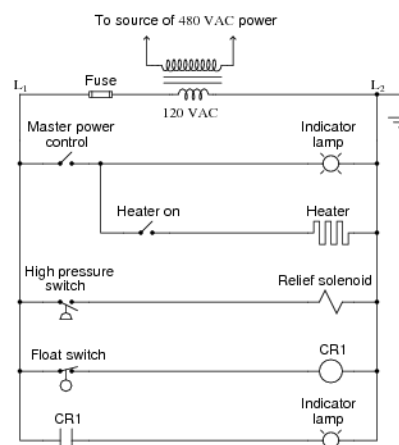 To source of 480 VAC power
L1
Fuse
L2
120 VAC
Master power
control
Indicator
lamp
Heater on
Heater
High pressure
switch
Relief solenoid
Float switch
CR1
CR1
Indicator
lamp